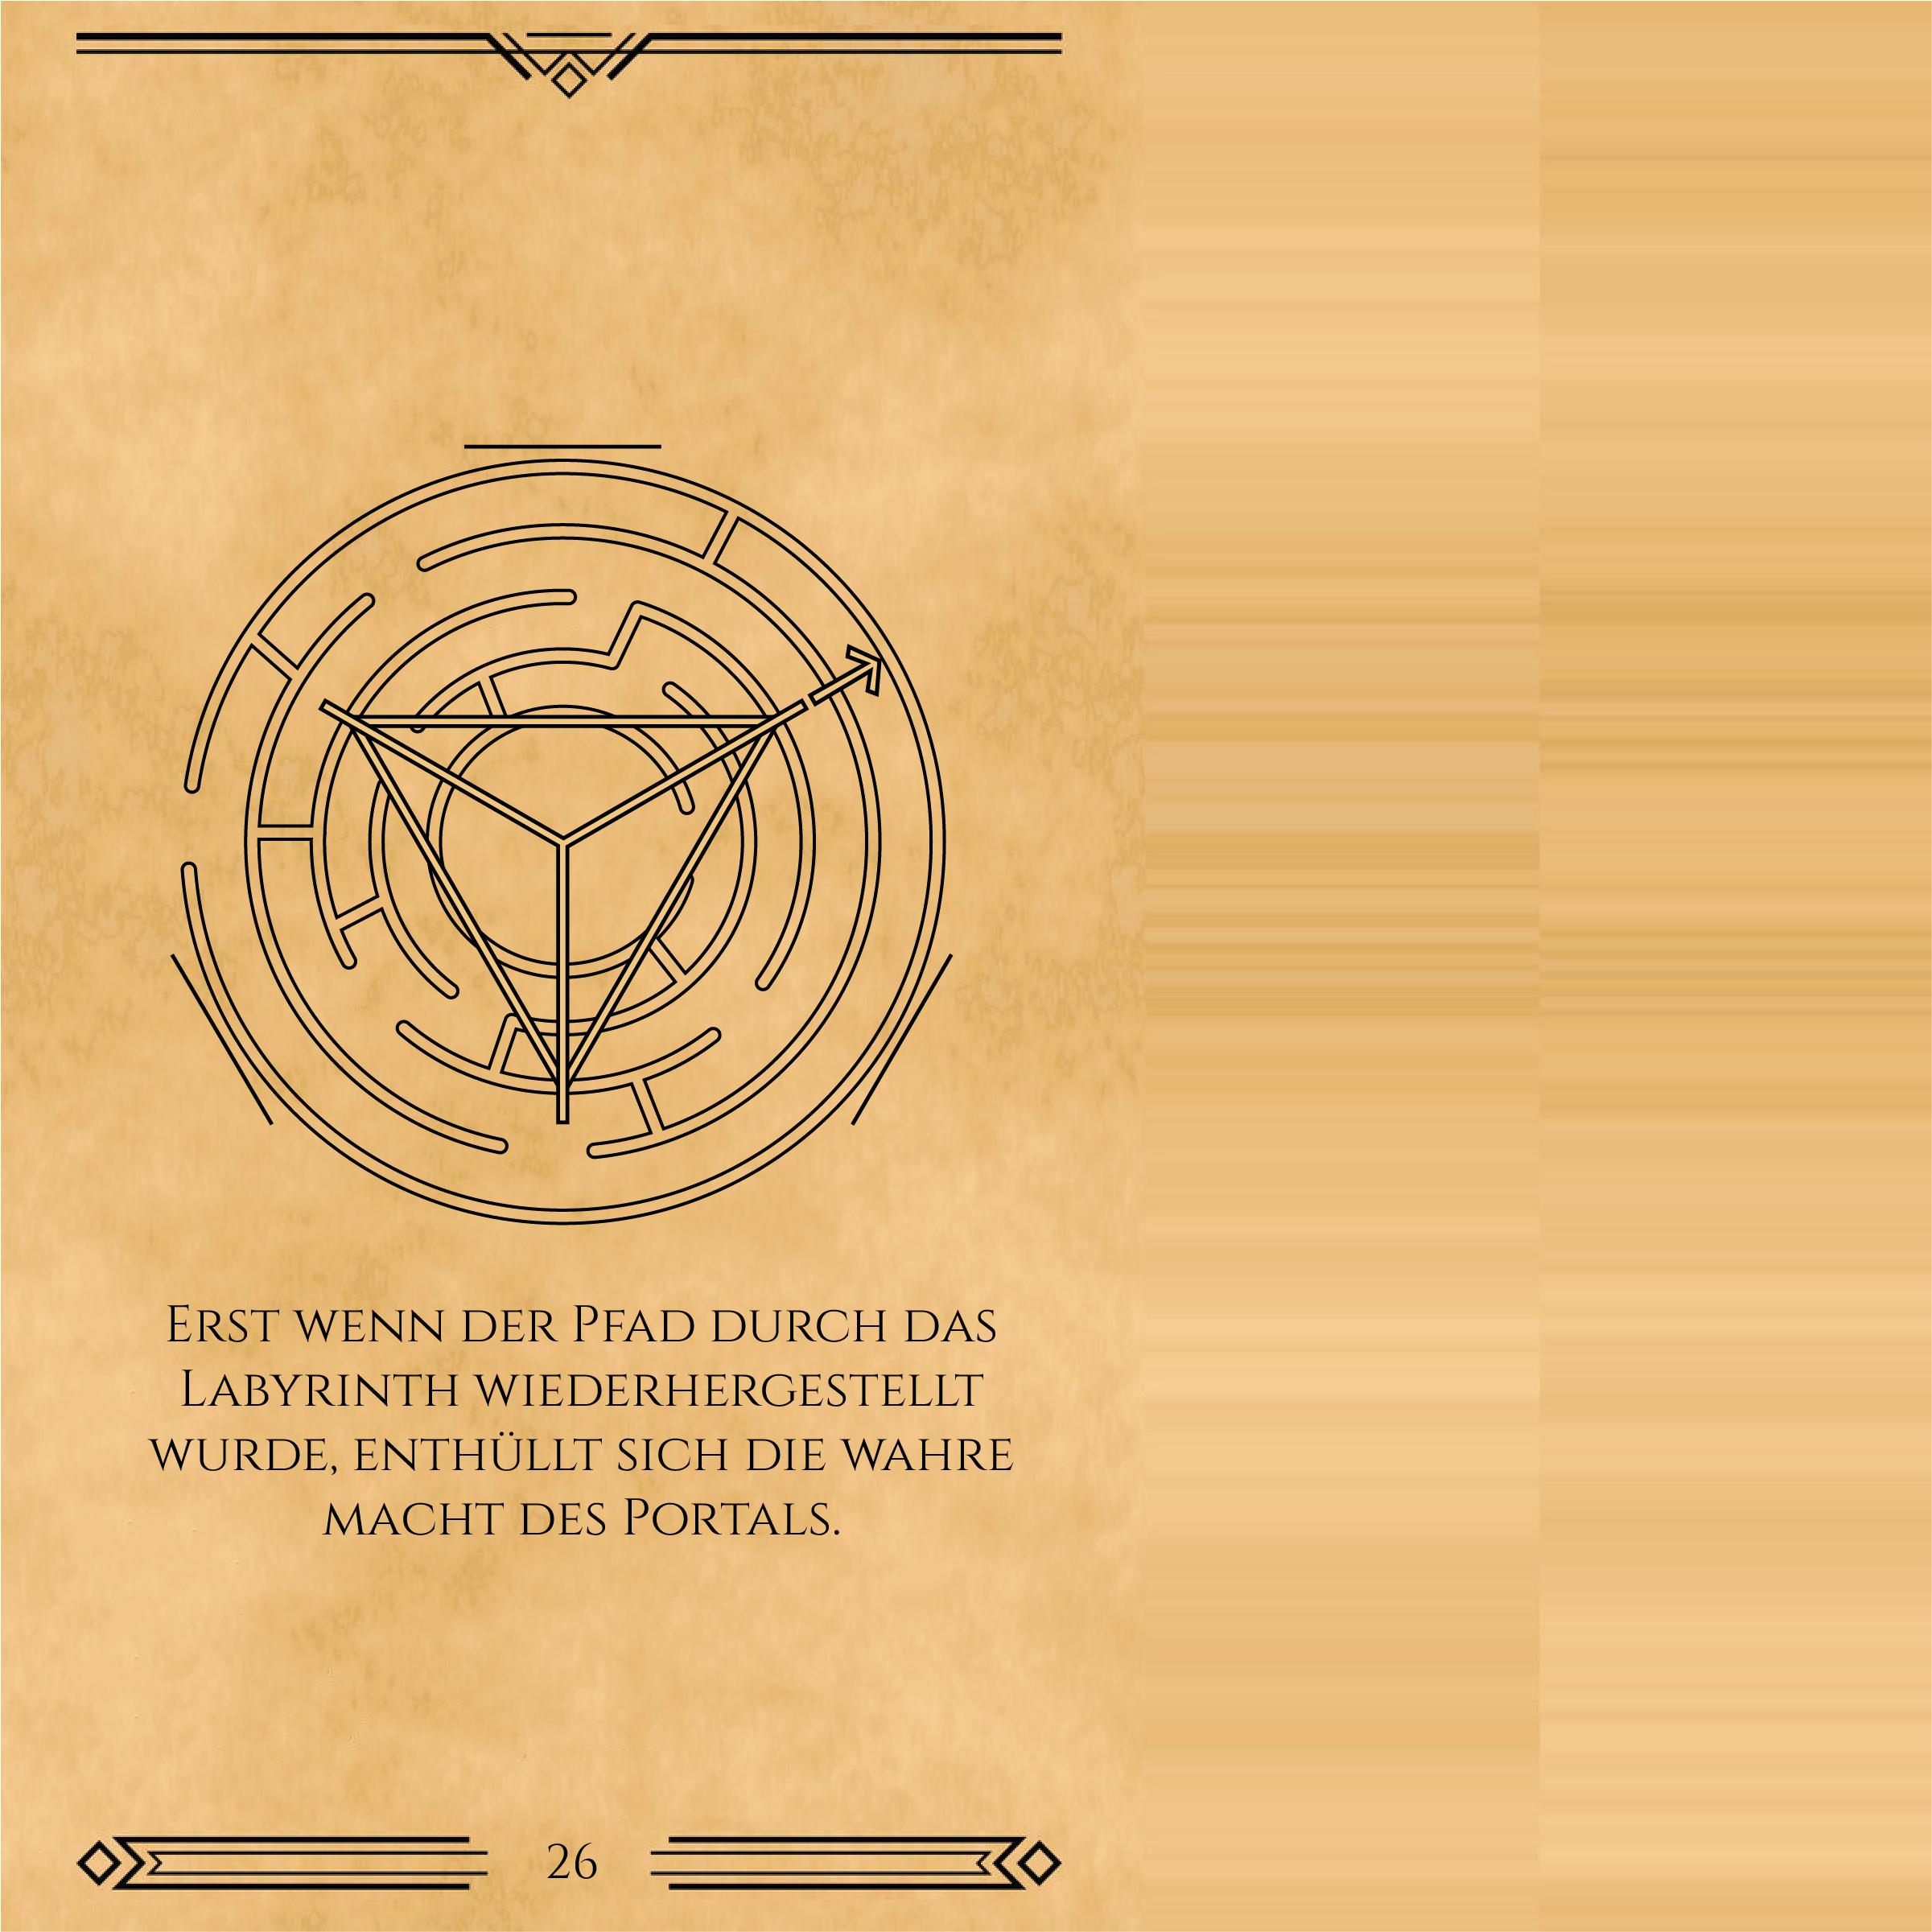 Erst wenn der Pfad durch das
Labyrinth wiederhergestellt
wurde, enthüllt sich die wahre
macht des Portals.
26